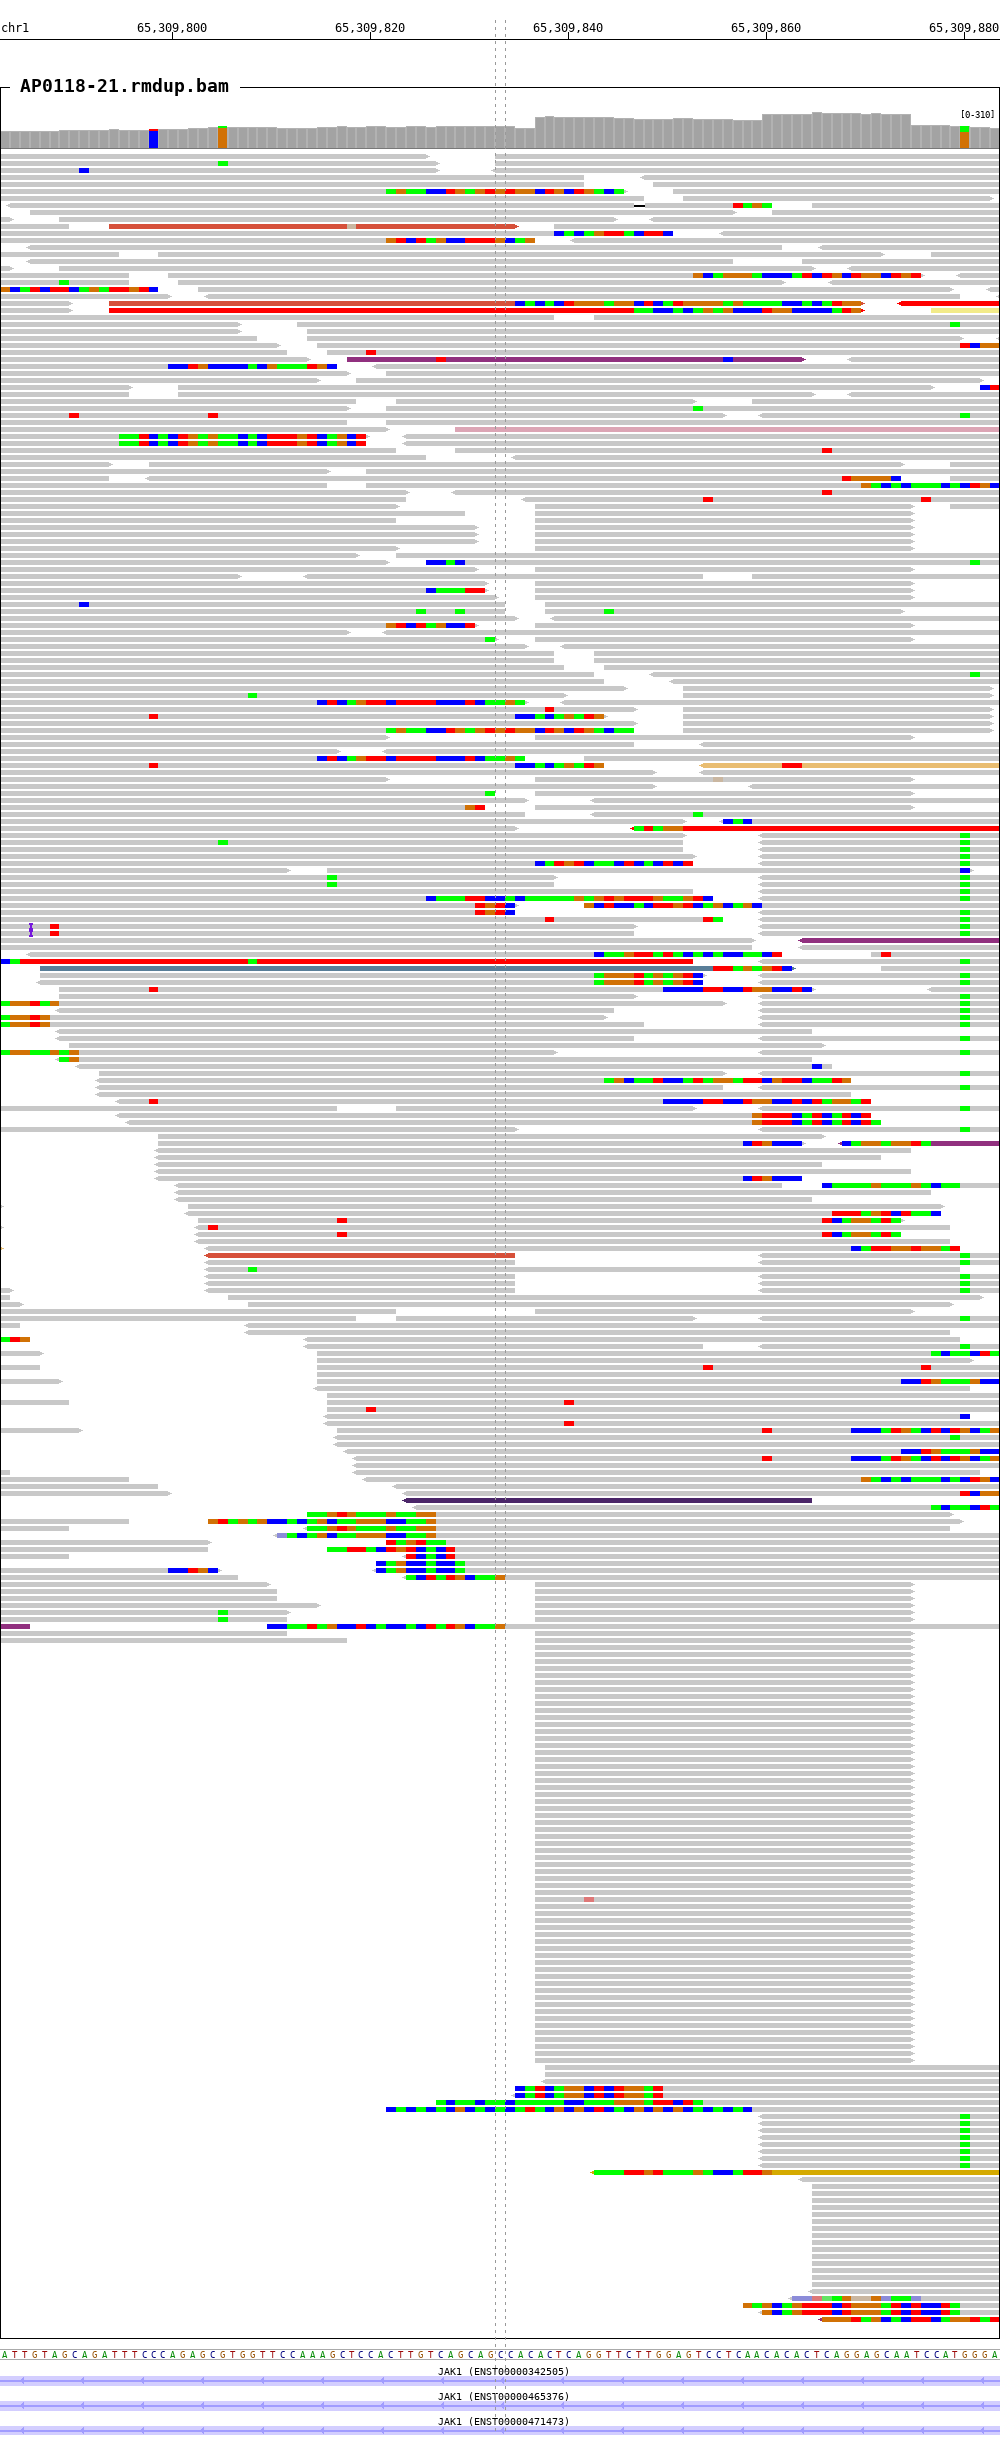 chr1 65,309,800 65,309,820 65,309,840 65,309,860 65,309,880
AP0118-21.rmdup.bam
[0-310]
ATTGTAGCAGATTTCCCAGAGCGTGGTTCCAAAGCTCCACTTGTCAGCAGCCACACTCAGGTTCTTGGAGTCCTCAACACACTCAGGAGCAATCCATGGGA
JAK1 (ENST00000342505)
JAK1 (ENST00000465376)
JAK1 (ENST00000471473)